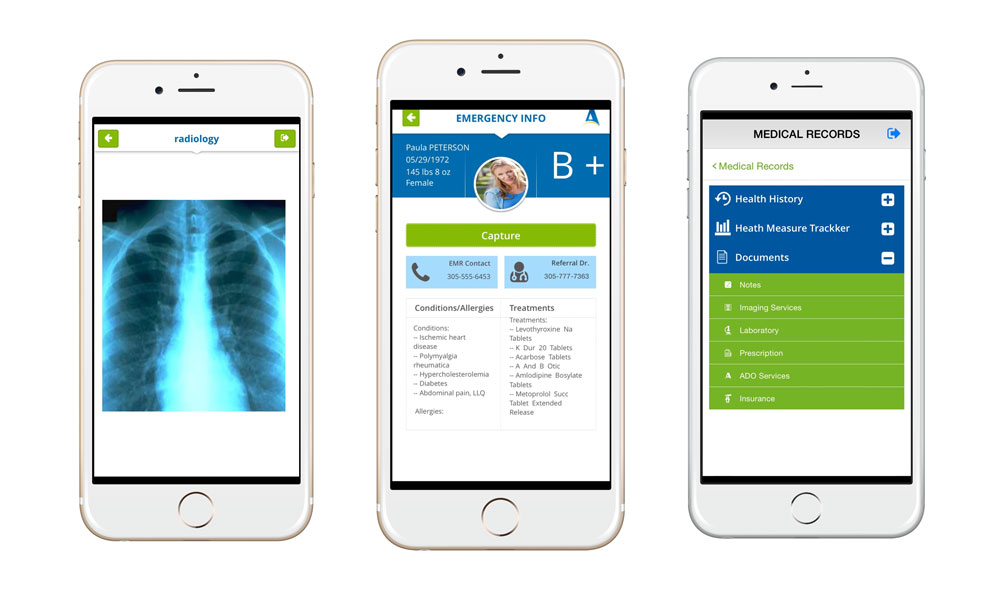 radiology
EMERGENCY INFO
Paula PETERSON
05/29/1972
145 lbs 8 oz
Female
B +
Capture
EMR Contact
305-555-6453
Referral Dr.
305-777-7363
Conditions/Allergies
Conditions:
-- Ischemic heart
disease
-- Polymyalgia
rheumatica
-- Hypercholesterolemia
-- Diabetes
-- Abdominal pain, LLQ
Allergies:
Treatments
Treatments:
-- Levothyroxine Na
Tablets
-- K Dur 20 Tablets
-- Acarbose Tablets
-- A And B Otic
-- Amlodipine Bosylate
Tablets
-- Metoprolol Succ
Tablet Extended
Release
MEDICAL RECORDS
< Medical Records
Health History
Heath Measure Trackker
Documents
Notes
Imaging Services
Laboratory
Prescription
ADO Services
Insurance